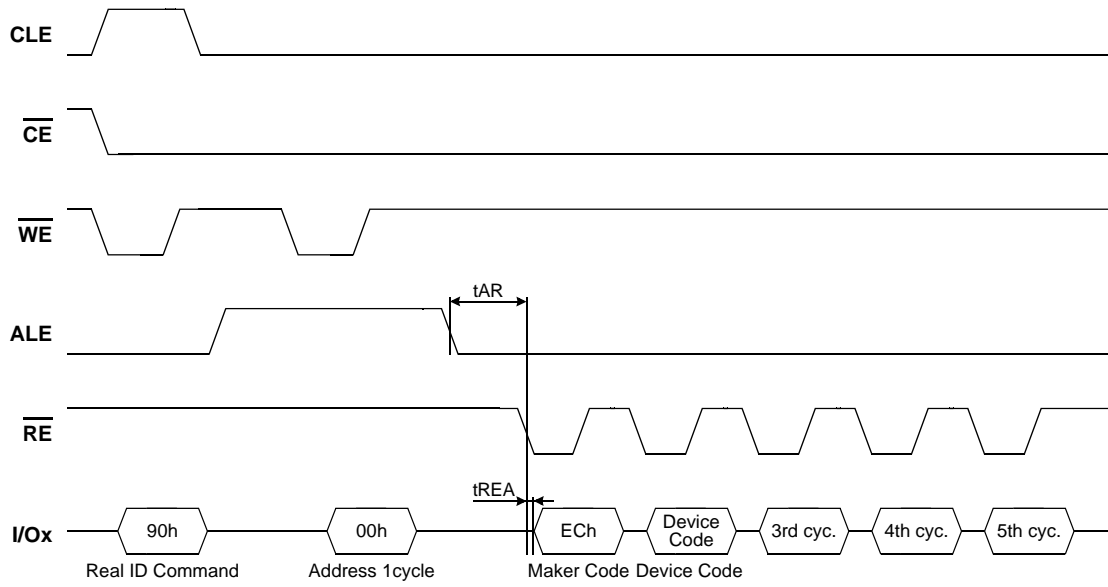 CLE
CE
WE
tAR
ALE
RE
tREA
I/Ox
90h
00h
ECh
Device
Code
3rd cyc.
4th cyc.
5th cyc.
Real ID Command
Address 1cycle
Maker Code Device Code